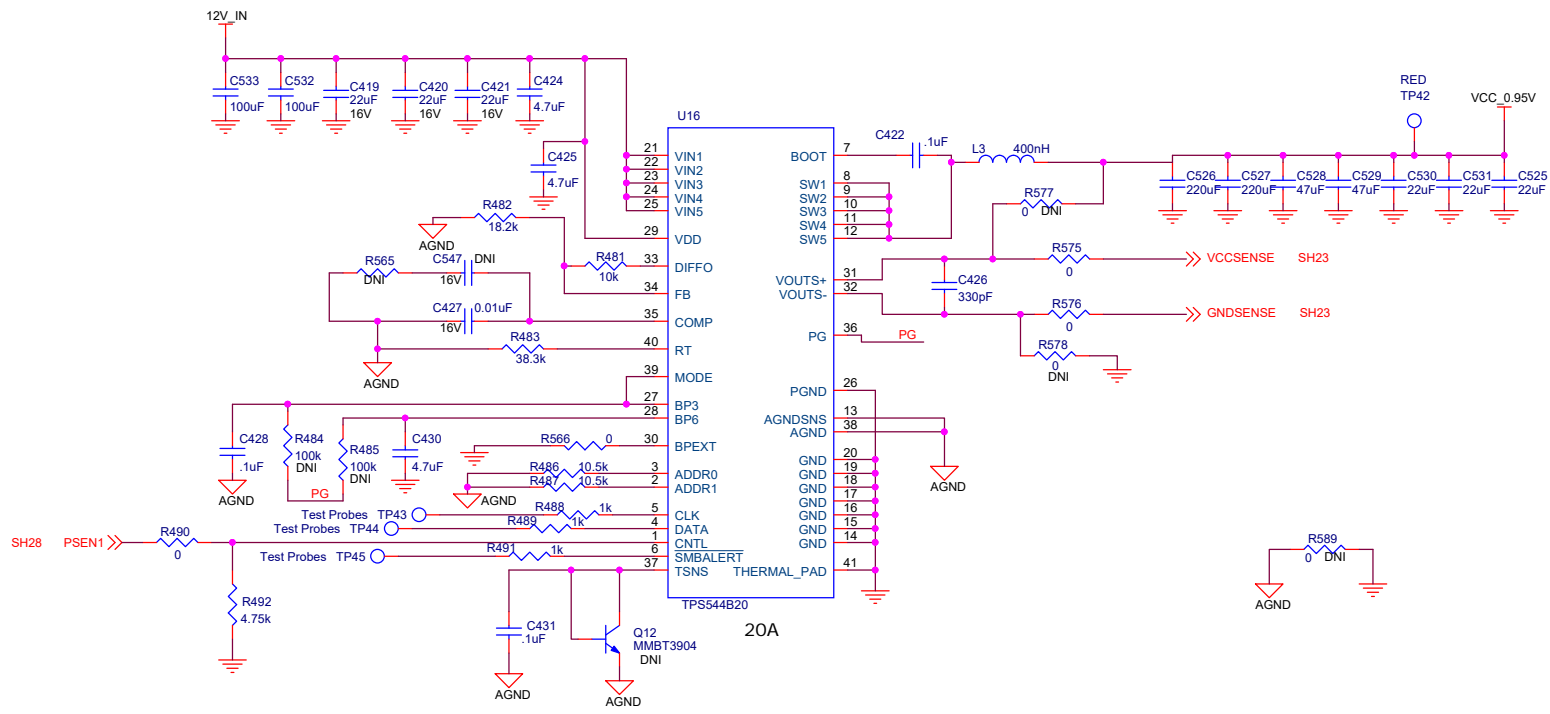 12V_IN
C533
100uF
C532
100uF
C419
22uF
16V
C420
22uF
16V
C421
22uF
16V
C424
4.7uF
C425
4.7uF
R482
18.2k
AGND
R565
DNI
C547
DNI
16V
R481
10k
C427
0.01uF
16V
R483
38.3k
AGND
C428
.1uF
AGND
R484
100k
DNI
R485
100k
DNI
PG
C430
4.7uF
R566
0
R486
10.5k
R487
10.5k
AGND
Test Probes TP43
R488
1k
Test Probes TP44
R489
1k
SH28 PSEN1
R490
0
Test Probes TP45
R491
1k
R492
4.75k
C431
.1uF
AGND
Q12
MMBT3904
DNI
AGND
U16
21 VIN1
22 VIN2
23 VIN3
24 VIN4
25 VIN5
29 VDD
33 DIFFO
34 FB
35 COMP
40 RT
39 MODE
27 BP3
28 BP6
30 BPEXT
3 ADDR0
2 ADDR1
5 CLK
4 DATA
1 CNTL
6 SMBALERT
37 TSNS
BOOT 7
SW1 8
SW2 9
SW3 10
SW4 11
SW5 12
VOUTS+ 31
VOUTS- 32
PG 36
PG
PGND 26
AGNDSNS 13
AGND 38
GND 20
GND 19
GND 18
GND 17
GND 16
GND 15
GND 14
THERMAL_PAD 41
TPS544B20
20A
C422
.1uF
L3
400nH
RED
TP42
VCC_0.95V
C526
220uF
C527
220uF
C528
47uF
C529
47uF
C530
22uF
C531
22uF
C525
22uF
R577
0
DNI
R575
0
VCCSENSE SH23
C426
330pF
R576
0
GNDSENSE SH23
R578
0
DNI
AGND
R589
0
DNI
AGND